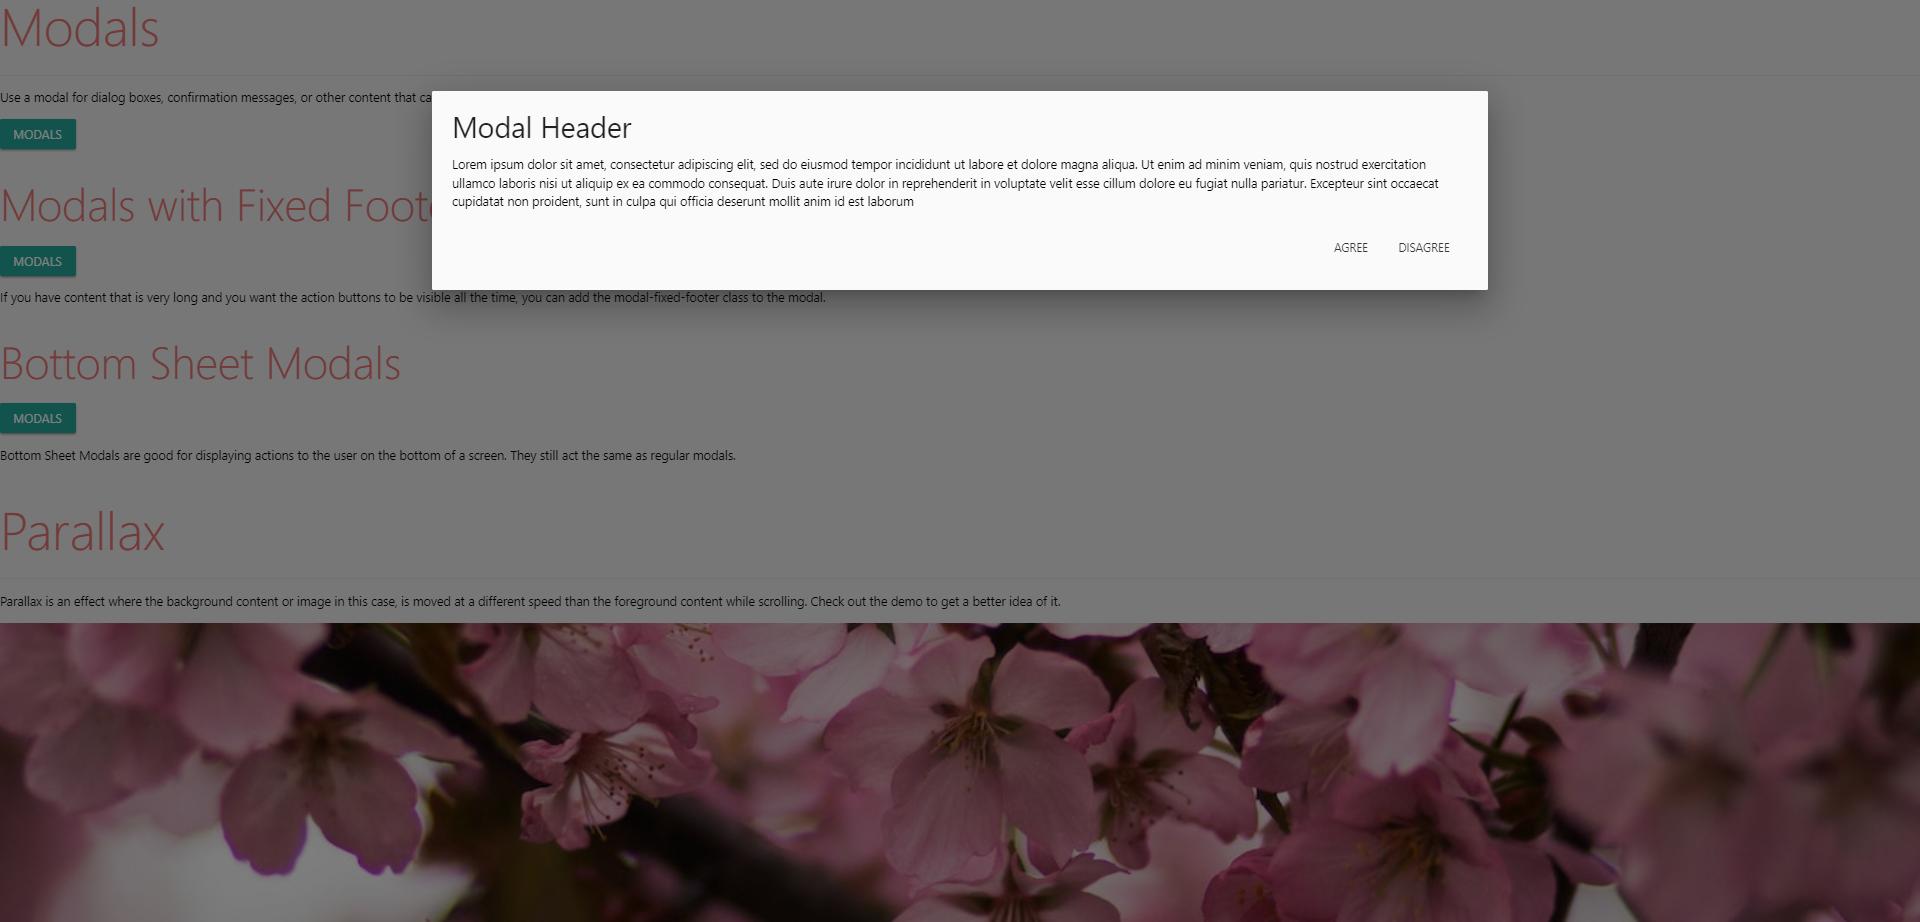 Modals
Use a modal for dialog boxes, confirmation messages, or other content that ca
MODALS
Modal Header
Lorem ipsum dolor sit amet, consectetur adipiscing elit, sed do eiusmod tempor incididunt ut labore et dolore magna aliqua. Ut enim ad minim veniam, quis nostrud exercitation
ullamco laboris nisi ut aliquip ex ea commodo consequat. Duis aute irure dolor in reprehenderit in voluptate velit esse cillum dolore eu fugiat nulla pariatur. Excepteur sint occaecat
cupidatat non proident, sunt in culpa qui officia deserunt mollit anim id est laborum
AGREE DISAGREE
Modals with Fixed Foote
MODALS
If you have content that is very long and you want the action buttons to be visible all the time, you can add the modal-fixed-footer class to the modal.
Bottom Sheet Modals
MODALS
Bottom Sheet Modals are good for displaying actions to the user on the bottom of a screen. They still act the same as regular modals.
Parallax
Parallax is an effect where the background content or image in this case, is moved at a different speed than the foreground content while scrolling. Check out the demo to get a better idea of it.